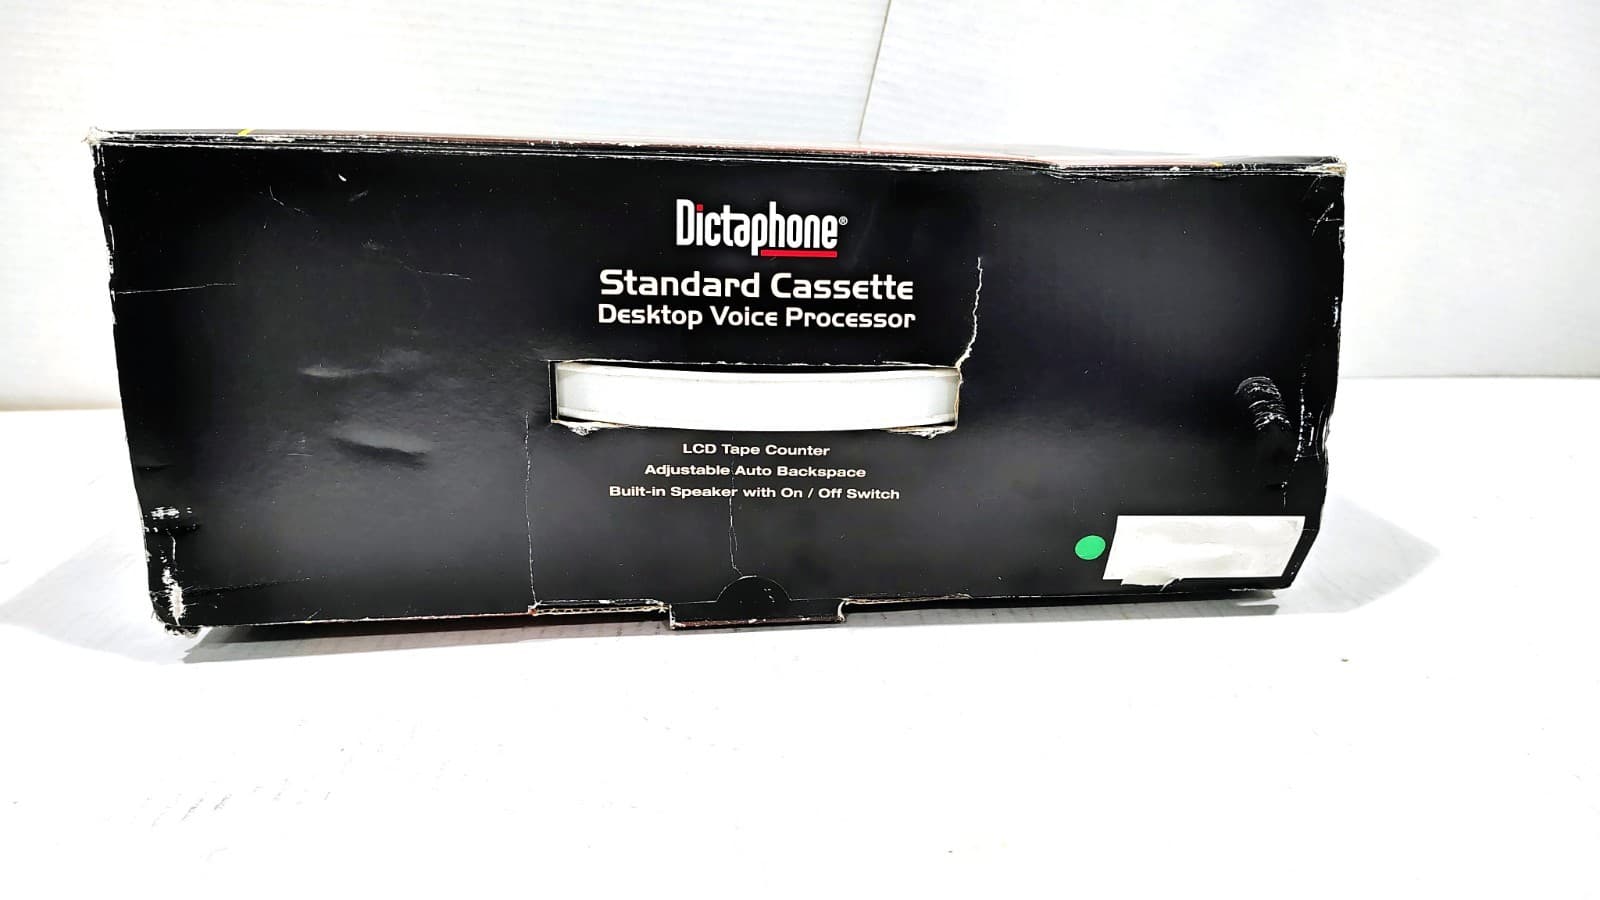 Dictaphone®
Standard Cassette
Desktop Voice Processor
LCD Tape Counter
Adjustable Auto Backspace
Built-in Speaker with On / Off Switch